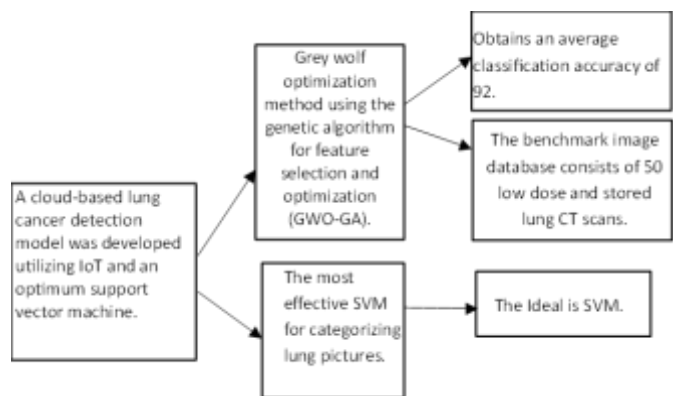 A cloud-based lung
cancer detection
model was developed
utilizing IoT and an
optimum support
vector machine.
Grey wolf
optimization
method using the
genetic algorithm
for feature
selection and
optimization
(GWO-GA).
Obtains an average
classification accuracy of
92.
The benchmark image
database consists of 50
low dose and stored
lung CT scans.
The most
effective SVM
for categorizing
lung pictures.
The Ideal is SVM.